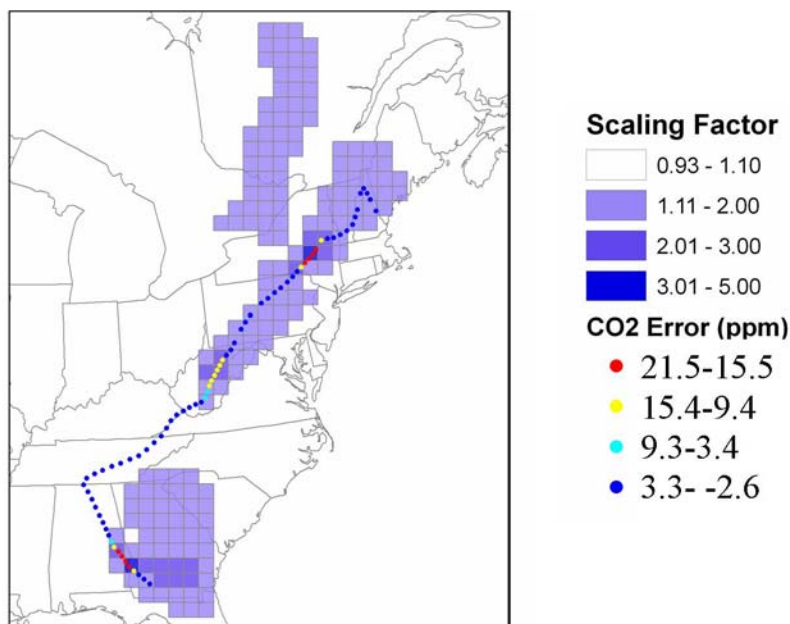 Scaling Factor
0.93 - 1.10
1.11 - 2.00
2.01 - 3.00
3.01 - 5.00
CO2 Error (ppm)
21.5-15.5
15.4-9.4
9.3-3.4
3.3- -2.6